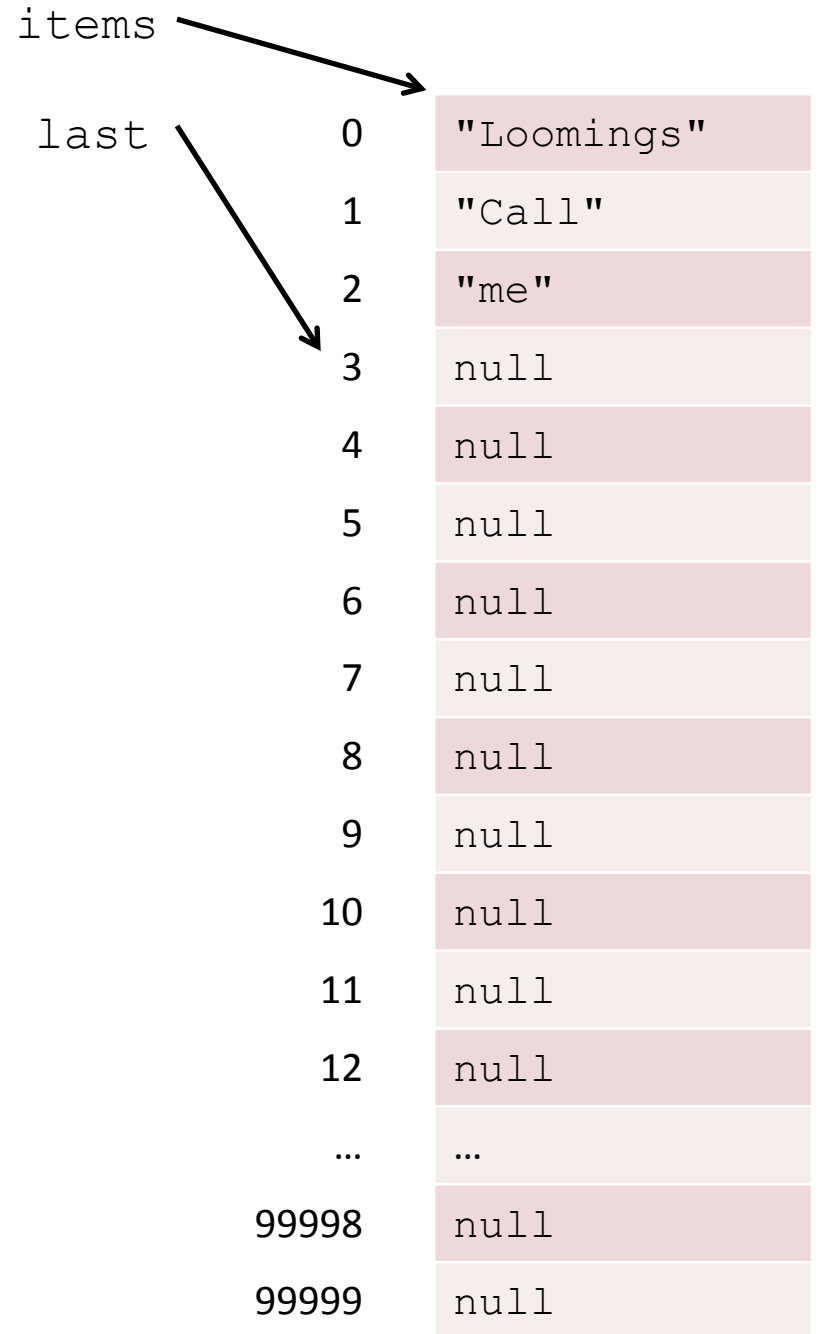 items
last 0 "Loomings"
1 "Call"
2 "me"
3 null
4 null
5 null
6 null
7 null
8 null
9 null
10 null
11 null
12 null
… …
99998 null
99999 null